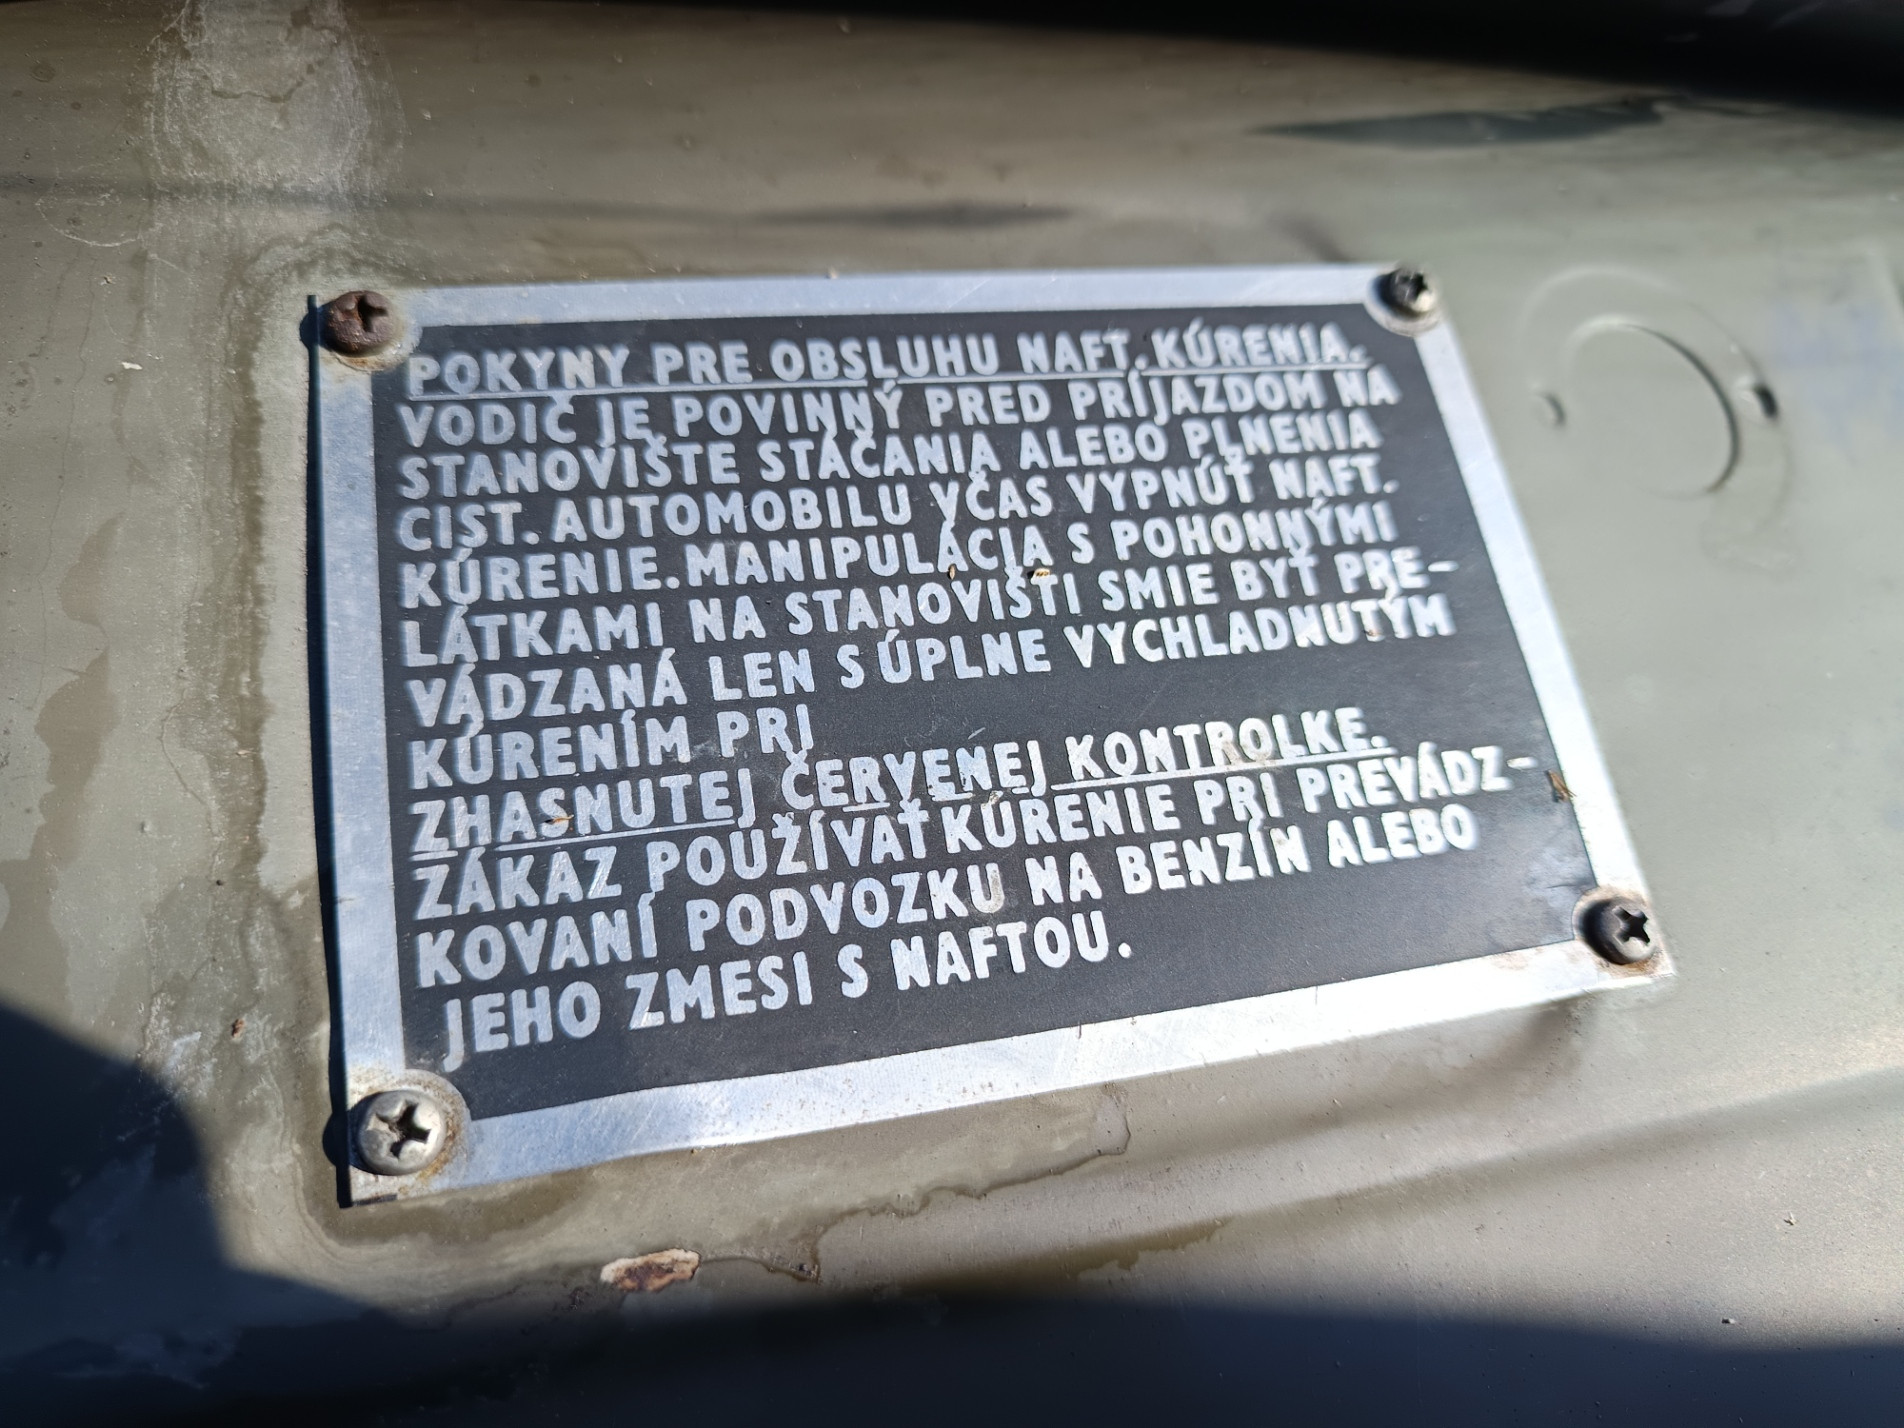 POKYNY PRE OBSLUHU NAFT. KÚRENIA.
VODIČ JE POVINNÝ PRED PRÍJAZDOM NA
STANOVIŠTE STÁČANIA ALEBO PLNENIA
CIST. AUTOMOBILU VČAS VYPNÚŤ NAFT.
KÚRENIE. MANIPULÁCIA S POHONNÝMI
LÁTKAMI NA STANOVIŠTI SMIE BYŤ PRE-
VÁDZANÁ LEN S ÚPLNE VYCHLADNUTÝM
KÚRENÍM PRI
ZHASNUTEJ ČERVENEJ KONTROLKE.
ZÁKAZ POUŽÍVAŤ KÚRENIE PRI PREVÁDZ-
KOVANÍ PODVOZKU NA BENZÍN ALEBO
JEHO ZMESI S NAFTOU.